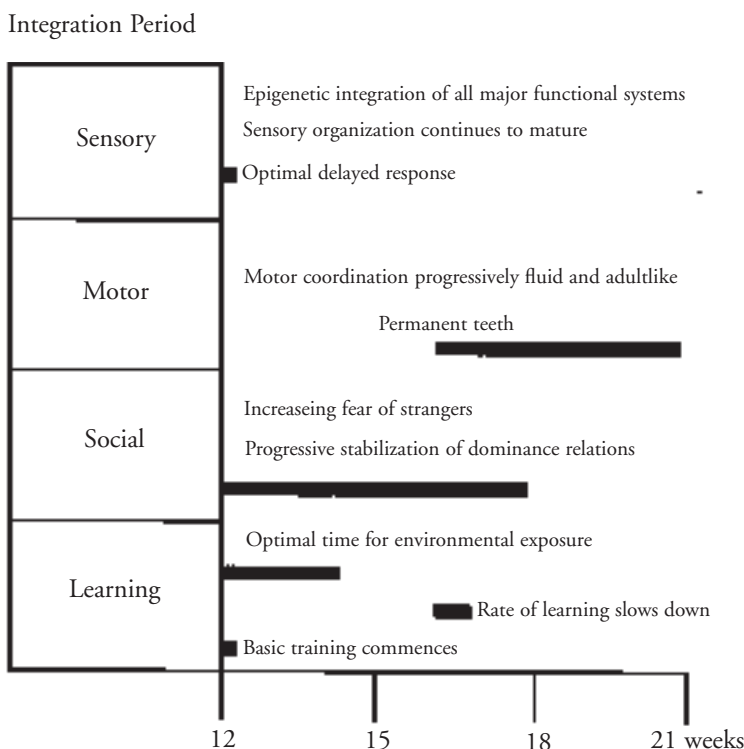 Integration Period
Sensory
Epigenetic integration of all major functional systems
Sensory organization continues to mature
Optimal delayed response
Motor
Motor coordination progressively fluid and adultlike
Permanent teeth
Social
Increaseing fear of strangers
Progressive stabilization of dominance relations
Learning
Optimal time for environmental exposure
Rate of learning slows down
Basic training commences
12 15 18 21 weeks